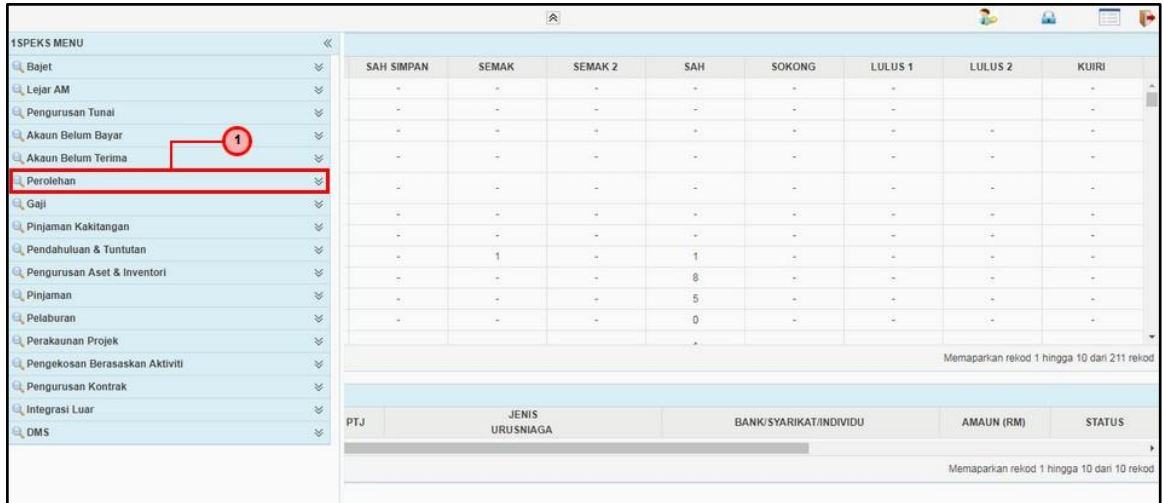 1SPEKS MENU
Bajet
Lejar AM
Pengurusan Tunai
Akaun Belum Bayar
1
Akaun Belum Terima
Perolehan
Gaji
Pinjaman Kakitangan
Pendahuluan & Tuntutan
Pengurusan Aset & Inventori
Pinjaman
Pelaburan
Perakaunan Projek
Pengekosan Berasaskan Aktiviti
Pengurusan Kontrak
Integrasi Luar
DMS
SAH SIMPAN SEMAK SEMAK 2 SAH SOKONG LULUS 1 LULUS 2 KUIRI
- - - - - - -
- - - - - - - -
- - - - - - - -
- - - - - - - -
- - - - - - - -
- - - - - - - -
- - - - - - - -
- 1 - 1 - - - -
- - - 8 - - - -
- - - 5 - - - -
- - - 0 - - - -
Memaparkan rekod 1 hingga 10 dari 211 rekod
PTJ JENIS URUSNIAGA BANK/SYARIKAT/INDIVIDU AMAUN (RM) STATUS
Memaparkan rekod 1 hingga 10 dari 10 rekod